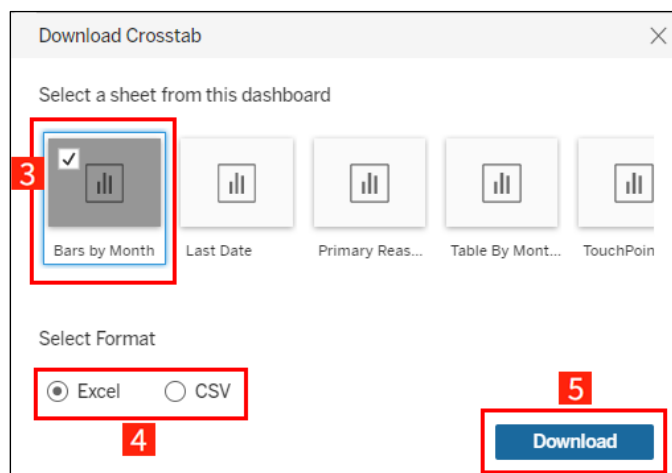 Download Crosstab
Select a sheet from this dashboard
3
Bars by Month
Last Date
Primary Reas...
Table By Mont...
TouchPoin
Select Format
Excel
CSV
4
5
Download